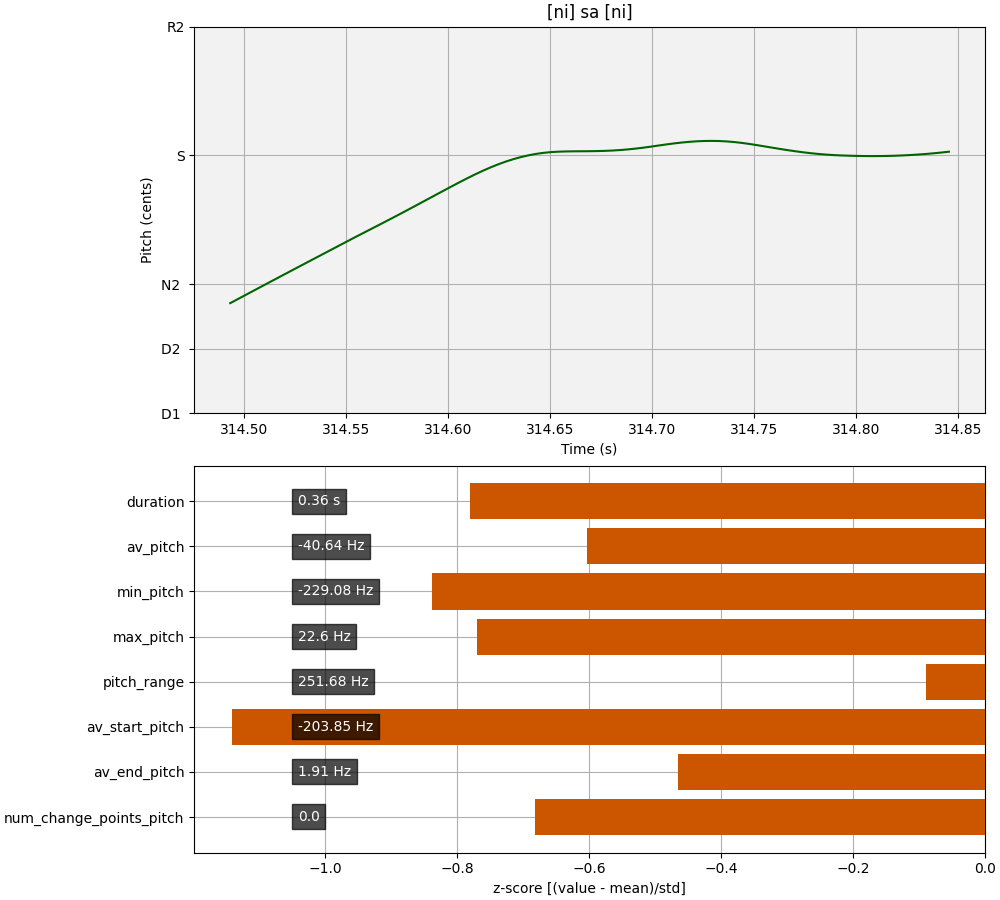 [ni] sa [ni]
R2
S
N2
D2
D1
Pitch (cents)
314.50 314.55 314.60 314.65 314.70 314.75 314.80 314.85
Time (s)
duration 0.36 s
av_pitch -40.64 Hz
min_pitch -229.08 Hz
max_pitch 22.6 Hz
pitch_range 251.68 Hz
av_start_pitch -203.85 Hz
av_end_pitch 1.91 Hz
num_change_points_pitch 0.0
−1.0 −0.8 −0.6 −0.4 −0.2 0.0
z-score [(value - mean)/std]